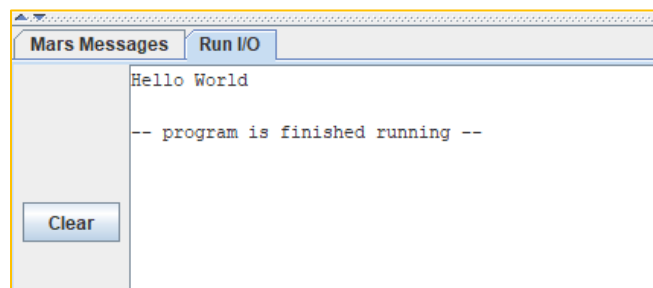 Mars Messages Run I/O
Hello World
-- program is finished running --
Clear